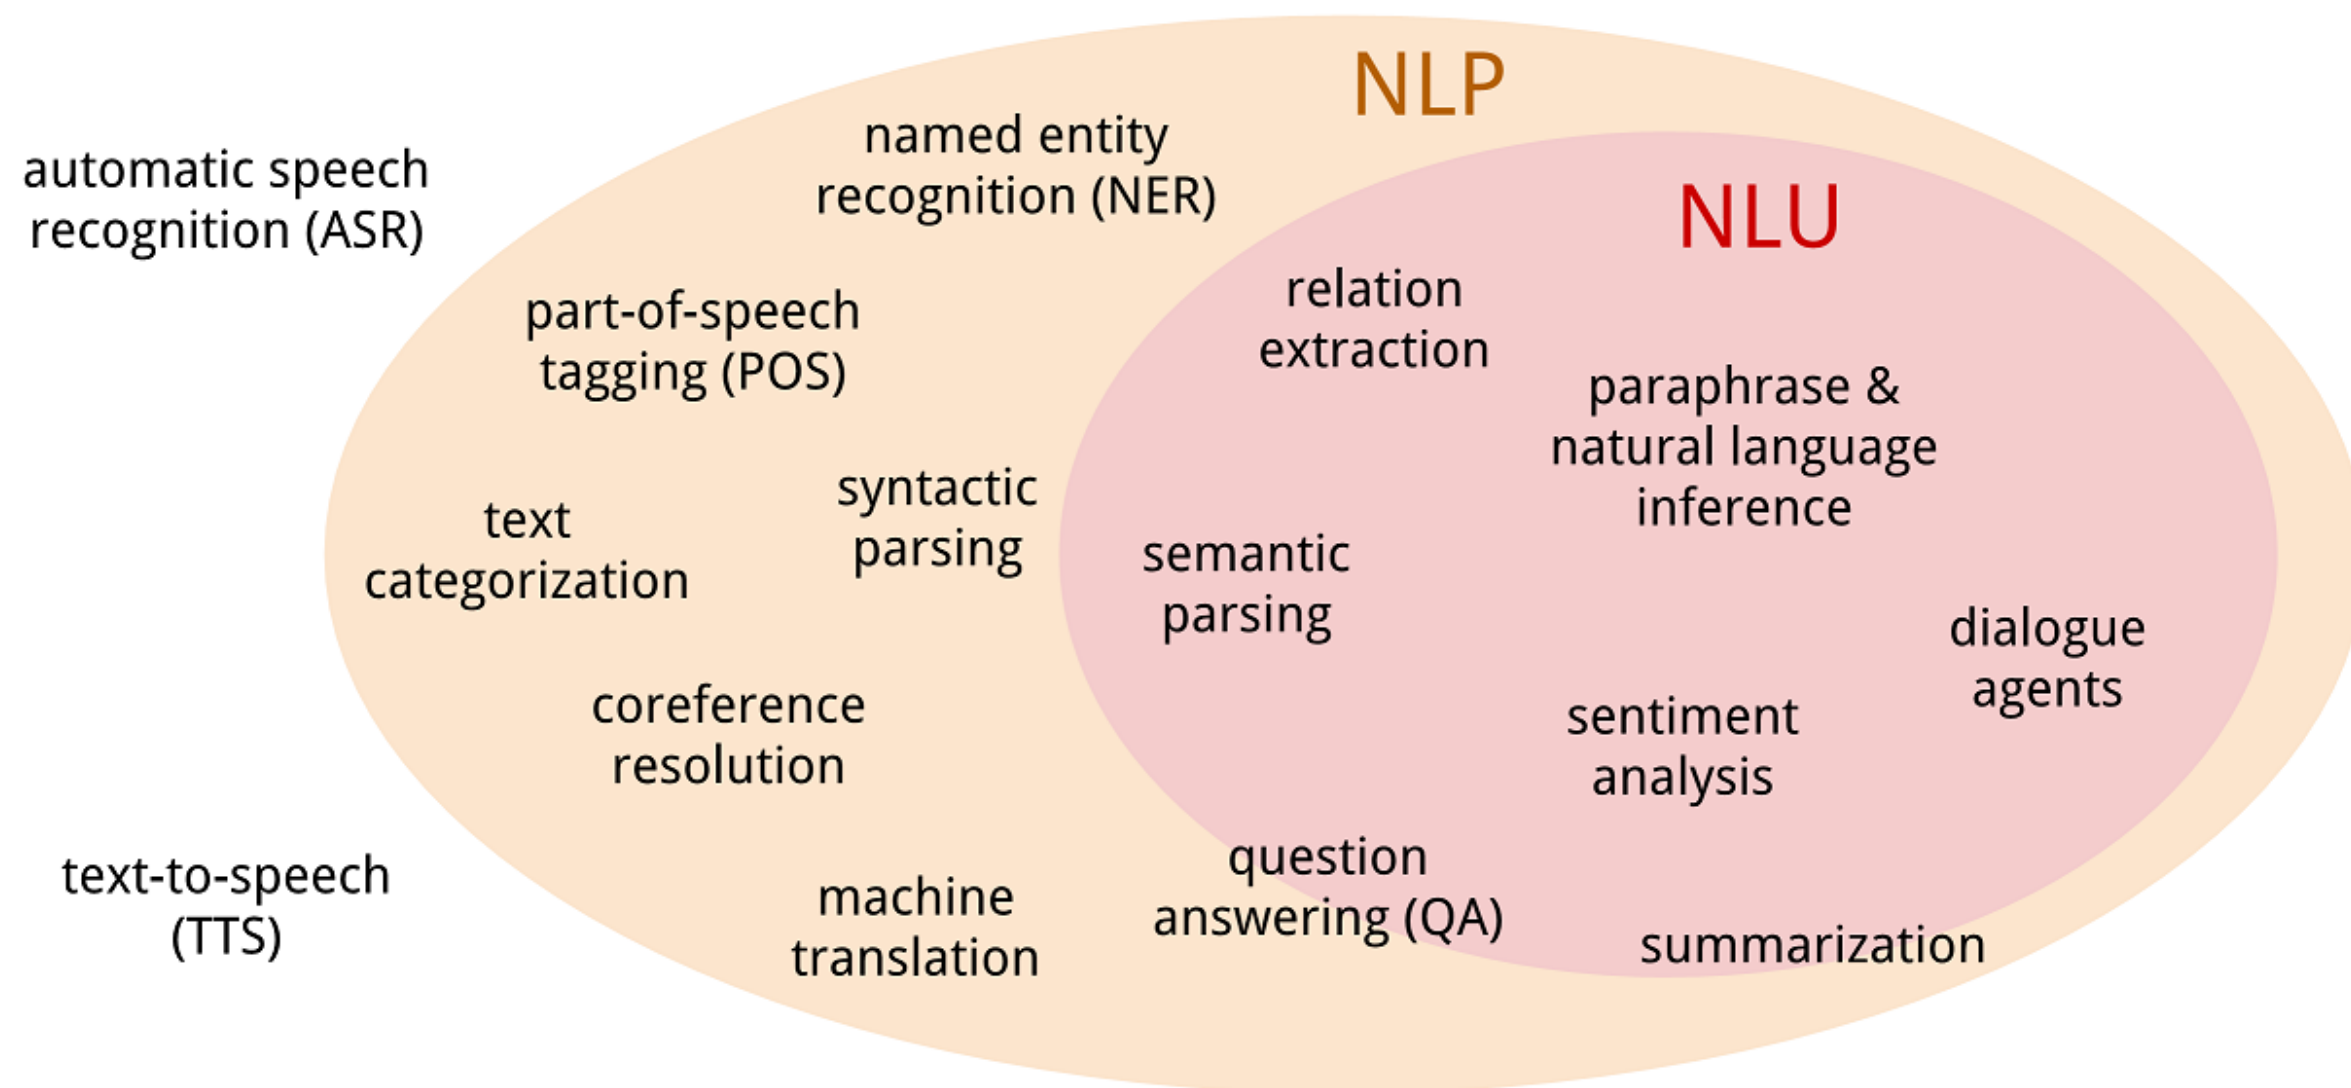 NLP
named entity
recognition (NER)
automatic speech
recognition (ASR)
NLU
relation
extraction
part-of-speech
tagging (POS)
paraphrase &
natural language
inference
syntactic
parsing
text
categorization
semantic
parsing
dialogue
agents
coreference
resolution
sentiment
analysis
question
answering (QA)
text-to-speech
(TTS)
machine
translation
summarization